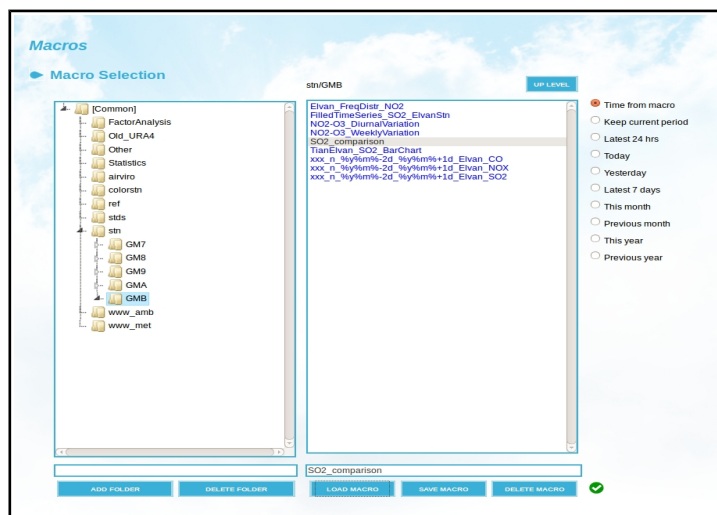 Macros
Macro Selection
stn/GMB
UP LEVEL
[Common]
FactorAnalysis
Old_URA4
Other
Statistics
airviro
colorstn
ref
stds
stn
GM7
GM8
GM9
GMA
GMB
www_amb
www_met
Elvan_FreqDistr_NO2
FilledTimeSeries_SO2_ElvanStn
NO2-O3_DiurnalVariation
NO2-O3_WeeklyVariation
SO2_comparison
TianElvan_SO2_BarChart
xxx_n_%y%m%-2d_%y%m%+1d_Elvan_CO
xxx_n_%y%m%-2d_%y%m%+1d_Elvan_NOX
xxx_n_%y%m%-2d_%y%m%+1d_Elvan_SO2
Time from macro
Keep current period
Latest 24 hrs
Today
Yesterday
Latest 7 days
This month
Previous month
This year
Previous year
SO2_comparison
ADD FOLDER
DELETE FOLDER
LOAD MACRO
SAVE MACRO
DELETE MACRO